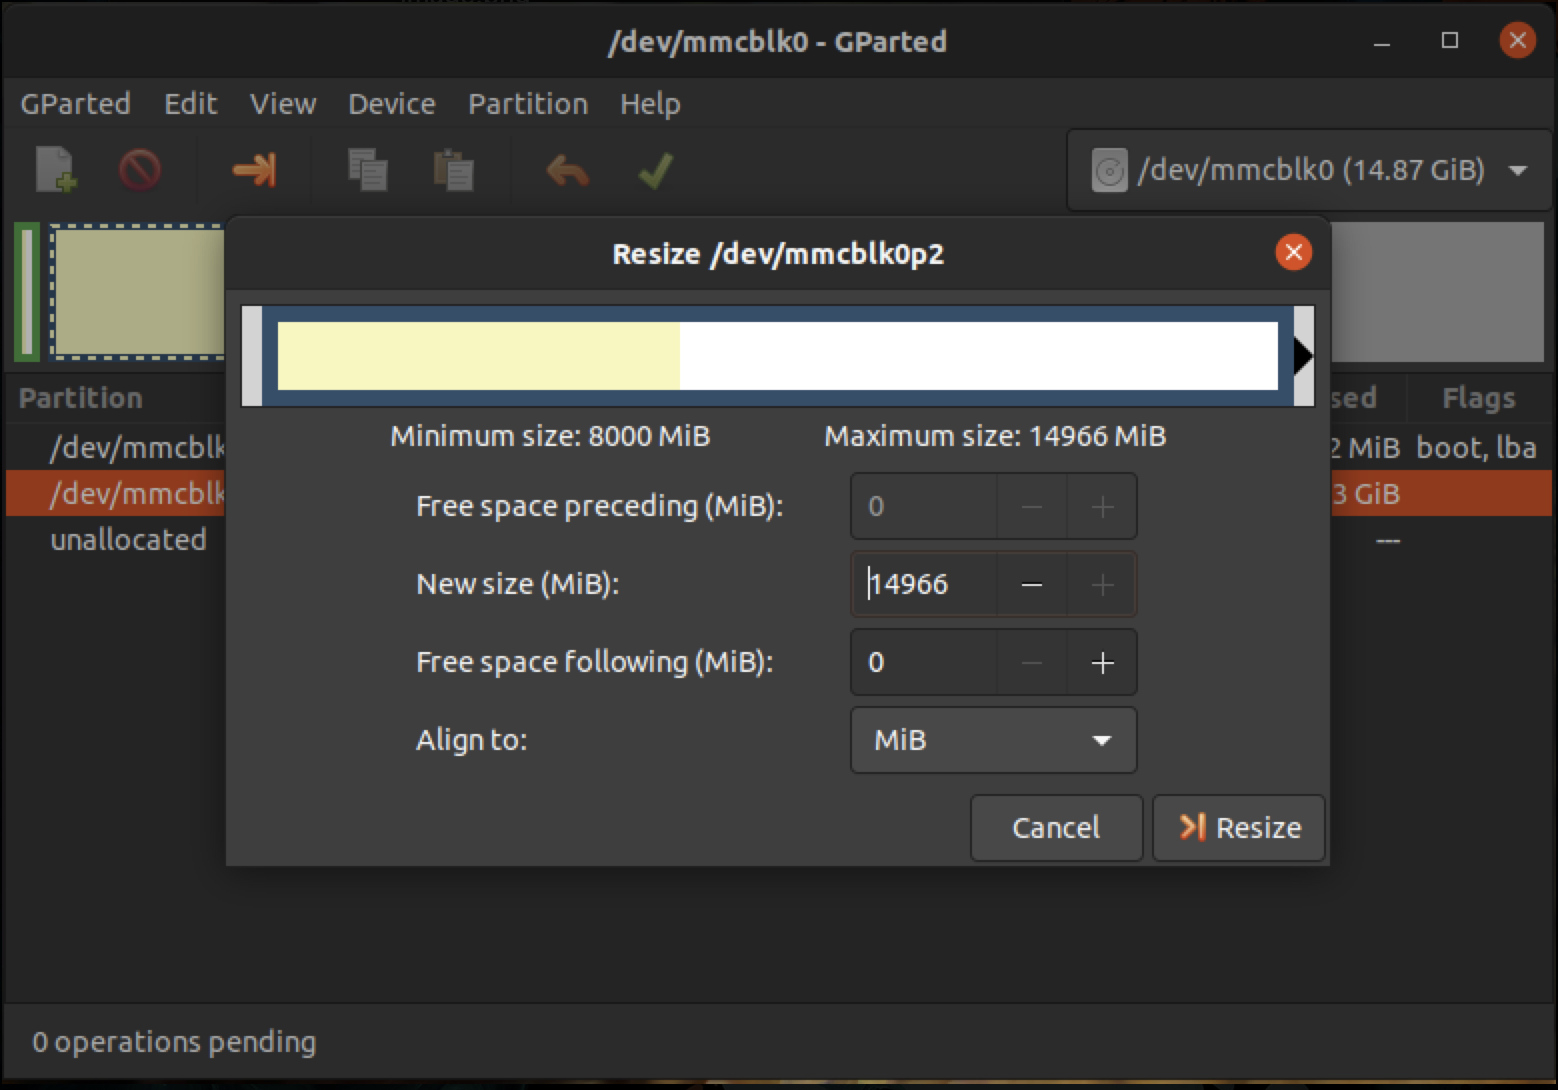 /dev/mmcblk0 - GParted
GParted Edit View Device Partition Help
/dev/mmcblk0 (14.87 GiB)
Resize /dev/mmcblk0p2
Minimum size: 8000 MiB Maximum size: 14966 MiB
Free space preceding (MiB): 0
New size (MiB): 14966
Free space following (MiB): 0
Align to: MiB
Cancel Resize
Partition sed Flags
/dev/mmcblk 2 MiB boot, lba
/dev/mmcblk 3 GiB
unallocated ---
0 operations pending